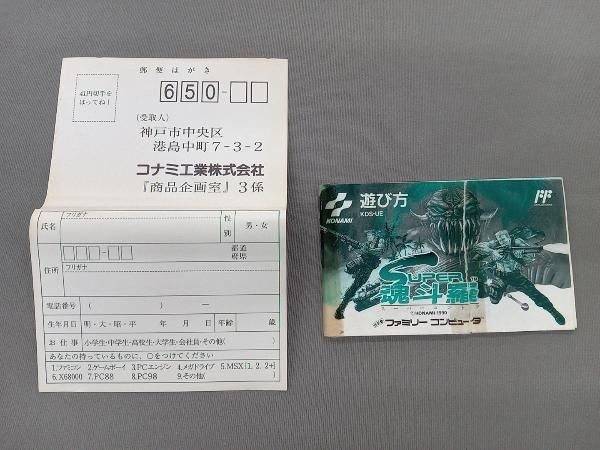 郵便はがき
41円切手を
はってね!
650-□□
(受取人)
神戸市中央区
港島中町7-3-2
コナミ工業株式会社
『商品企画室』3係
フリガナ
氏名
性別
男・女
□□□-□□
都道
府県
住所
フリガナ
電話番号 ( ) ―
生年月日 明・大・昭・平 年 月 日 年齢 歳
お仕事 小学生・中学生・高校生・大学生・会社員・その他( )
あなたの持っているものに、○をつけてください
1.ファミコン 2.ゲームボーイ 3.PCエンジン 4.メガドライブ 5.MSX(1. 2. 2+)
6.X68000 7.PC88 8.PC98 9.その他( )
KONAMI
遊び方
KDS-UE
FF
SUPER
魂斗羅
TM
スーパー
©KONAMI 1990
ファミリー コンピュータ